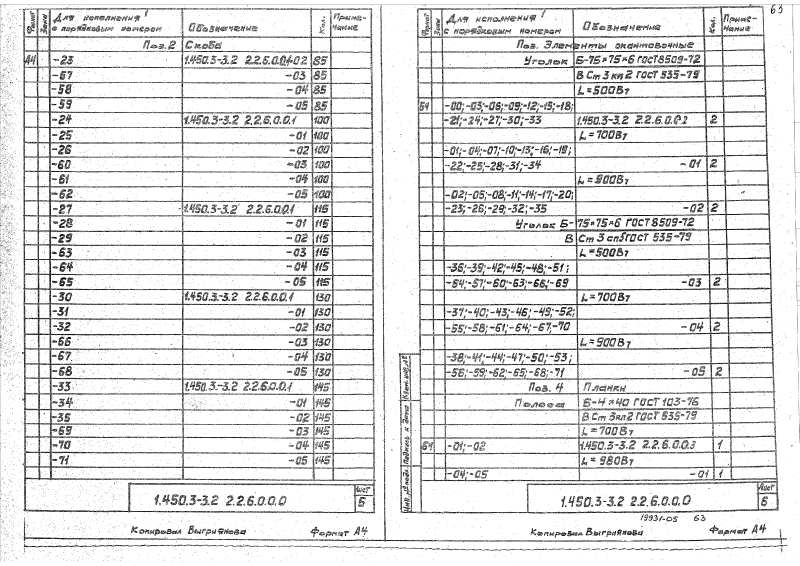 Формат
Зона
Для исполнения
с порядковым номером
Обозначение
Кол.
Приме-
чание
Поз.2 Скоба
А4 -23 1.450.3-3.2 2.2.6.0.0.1-02 85
-57 -03 85
-58 -04 85
-59 -05 85
-24 1.450.3-3.2 2.2.6.0.0.1 100
-25 -01 100
-26 -02 100
-60 -03 100
-61 -04 100
-62 -05 100
-27 1.450.3-3.2 2.2.6.0.0.1 115
-28 -01 115
-29 -02 115
-63 -03 115
-64 -04 115
-65 -05 115
-30 1.450.3-3.2 2.2.6.0.0.1 130
-31 -01 130
-32 -02 130
-66 -03 130
-67 -04 130
-68 -05 130
-33 1.450.3-3.2 2.2.6.0.0.1 145
-34 -01 145
-35 -02 145
-69 -03 145
-70 -04 145
-71 -05 145
1.450.3-3.2 2.2.6.0.0.0
Лист
5
Копировал Выгриянова Формат А4
63
Формат
Зона
Для исполнения
с порядковым номером
Обозначение
Кол.
Приме-
чание
Поз. Элементы окантовочные
Уголок Б-75×75×6 ГОСТ 8509-72
В Ст 3 кп2 ГОСТ 535-79
L=500Вт
БЧ -00;-03;-06;-09;-12;-15;-18;
-21;-24;-27;-30;-33 1.450.3-3.2 2.2.6.0.0.2 2
L=700Вт
-01;-04;-07;-10;-13;-16;-19;
-22;-25;-28;-31;-34 -01 2
L=900Вт
-02;-05;-08;-11;-14;-17;-20;
-23;-26;-29;-32;-35 -02 2
Уголок Б-75×75×6 ГОСТ 8509-72
В Ст 3 сп5 ГОСТ 535-79
L=500Вт
-36;-39;-42;-45;-48;-51;
-54;-57;-60;-63;-66;-69 -03 2
L=700Вт
-37;-40;-43;-46;-49;-52;
-55;-58;-61;-64;-67;-70 -04 2
L=900Вт
-38;-41;-44;-47;-50;-53;
-56;-59;-62;-65;-68;-71 -05 2
Поз. 4 Планки
Полоса Б-4×40 ГОСТ 103-76
В Ст 3кп2 ГОСТ 535-79
L=700Вт
БЧ -01;-02 1.450.3-3.2 2.2.6.0.0.3 1
L=980Вт
-04;-05 -01 1
Инв.№ подл. Подпись и дата Взам.инв.№
1.450.3-3.2 2.2.6.0.0.0
Лист
6
19931-05 63
Копировал Выгриянова Формат А4